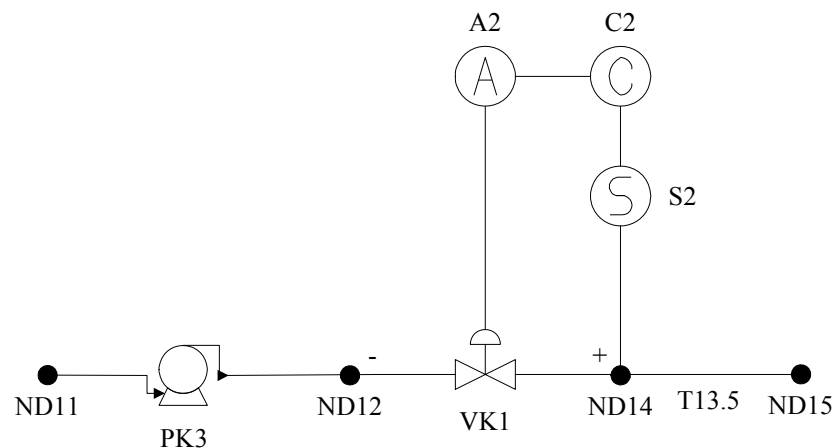 A2 C2
A C
S S2
- +
ND11 ND12 ND14 T13.5 ND15
PK3 VK1